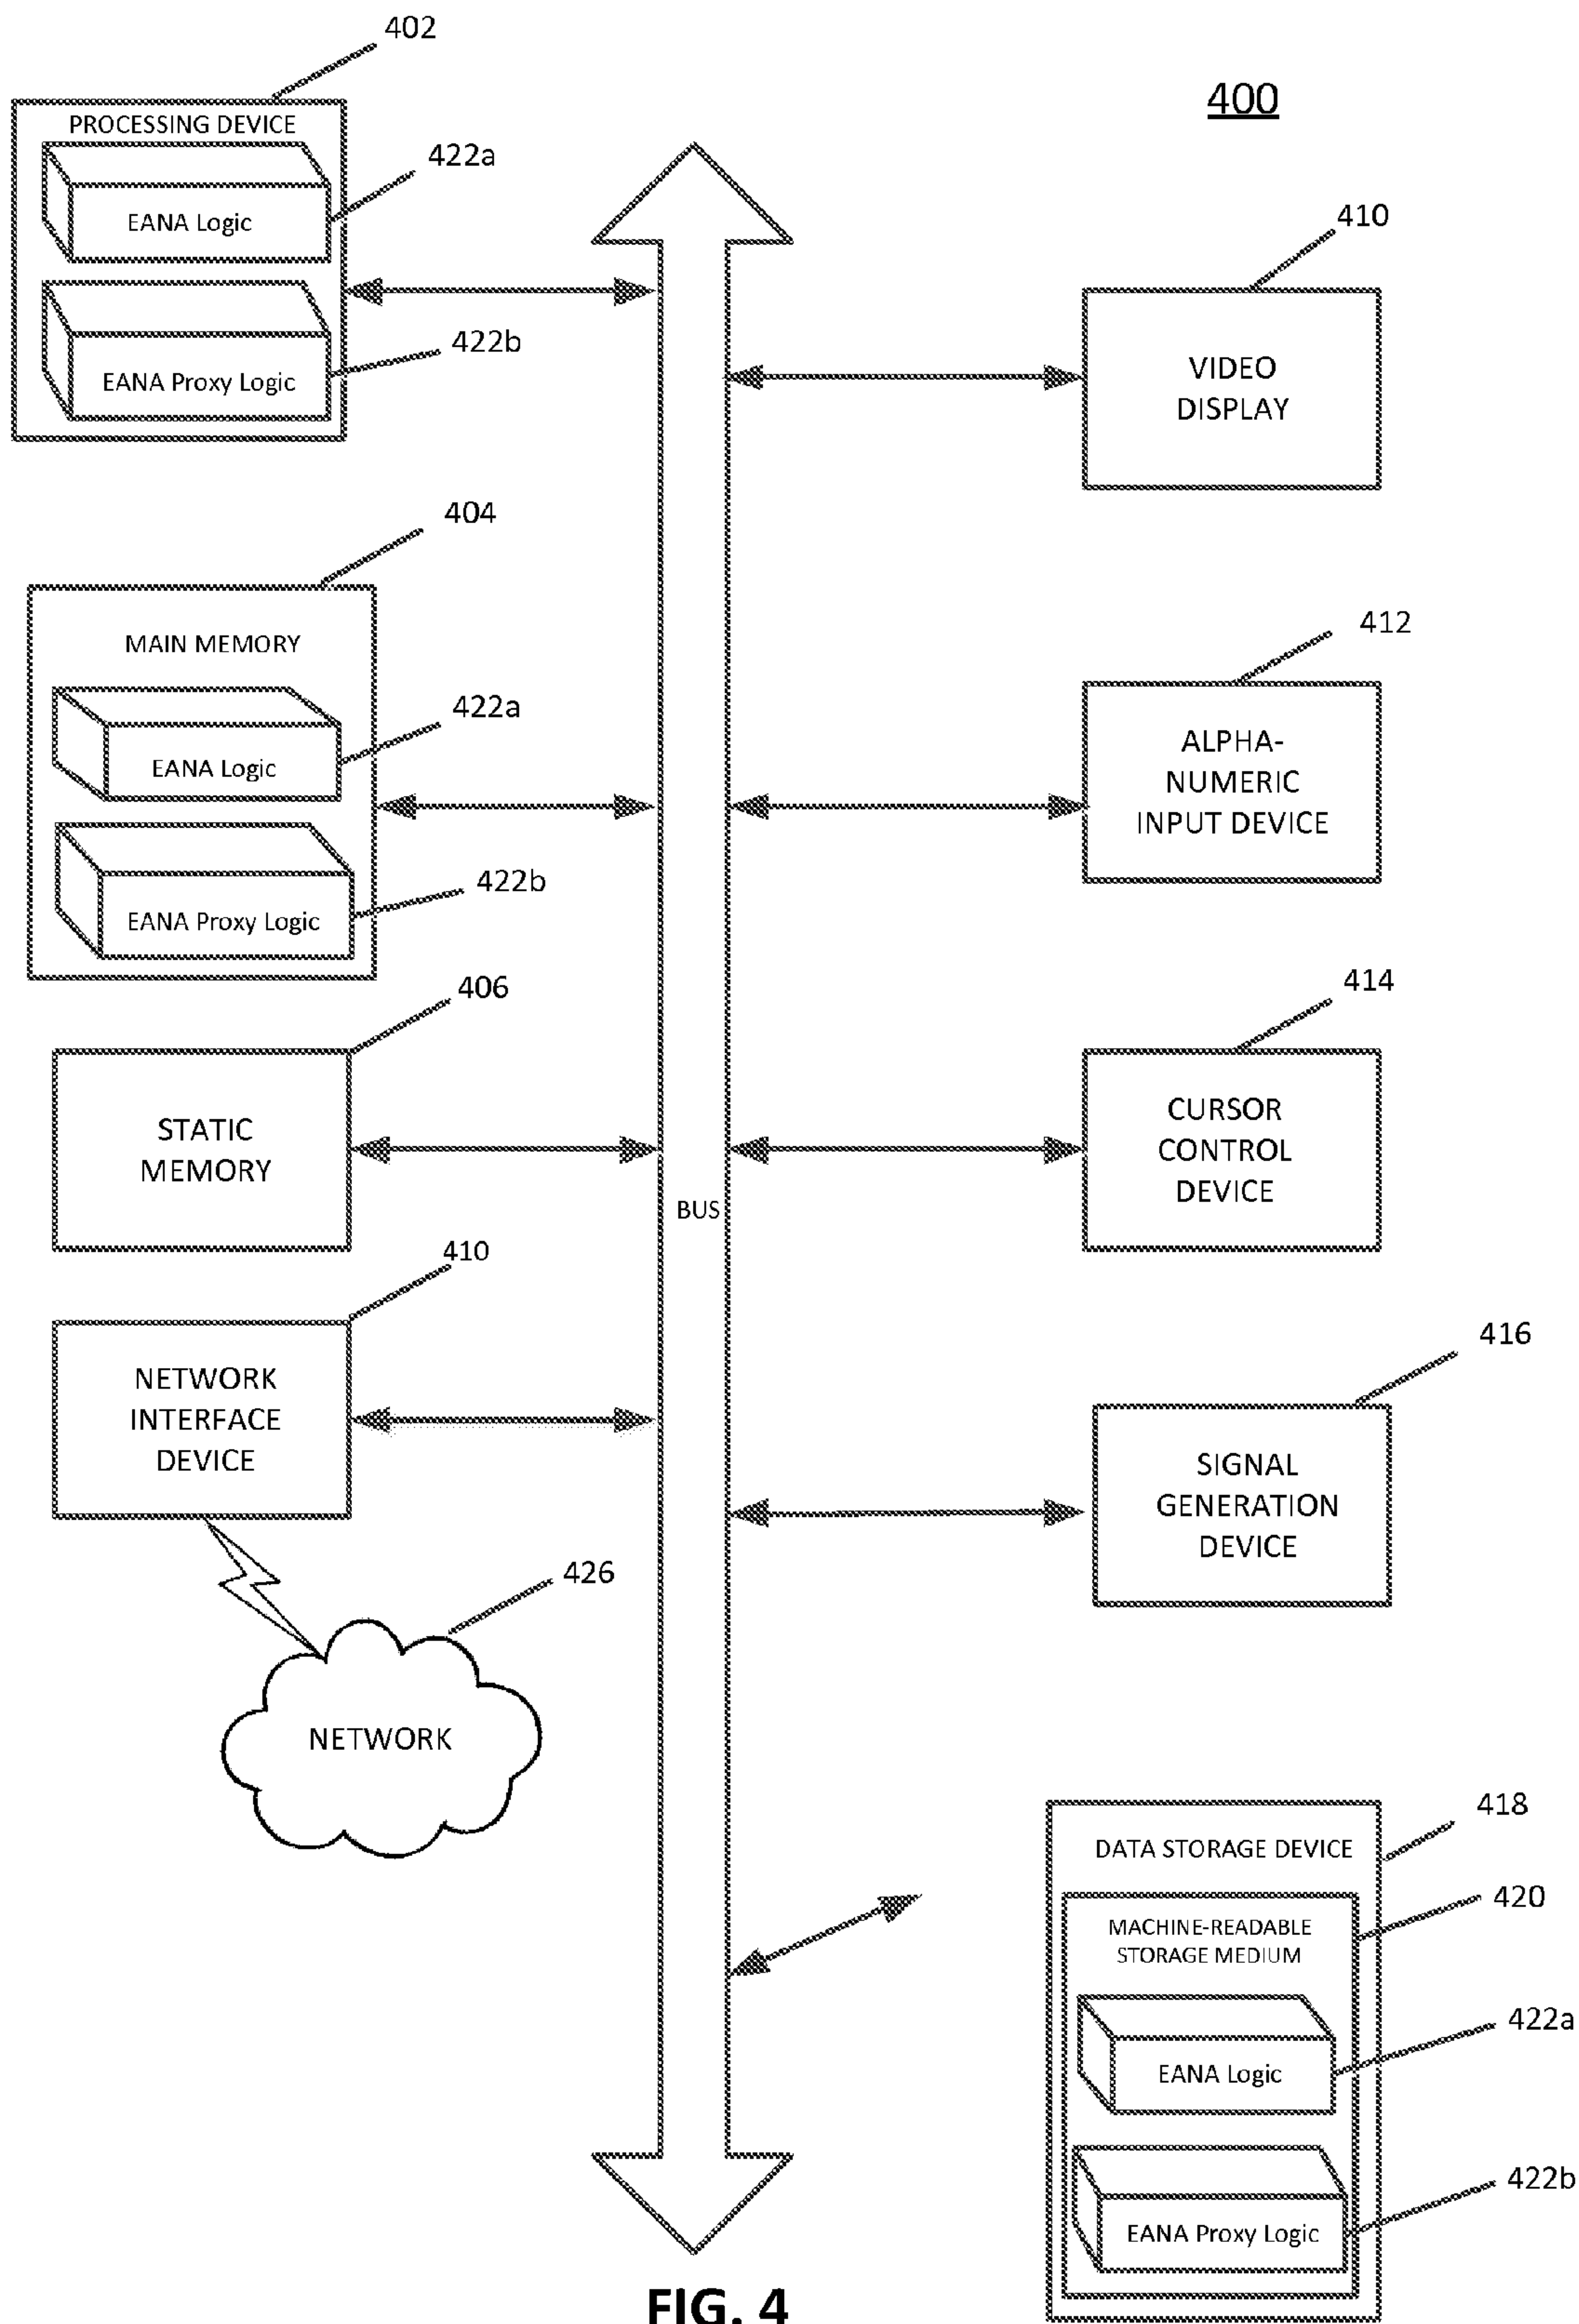 402
400
PROCESSING DEVICE
422a
EANA Logic
422b
EANA Proxy Logic
410
VIDEO
DISPLAY
404
MAIN MEMORY
422a
EANA Logic
422b
EANA Proxy Logic
412
ALPHA-
NUMERIC
INPUT DEVICE
406
STATIC
MEMORY
414
CURSOR
CONTROL
DEVICE
BUS
410
NETWORK
INTERFACE
DEVICE
416
SIGNAL
GENERATION
DEVICE
426
NETWORK
418
DATA STORAGE DEVICE
420
MACHINE-READABLE
STORAGE MEDIUM
422a
EANA Logic
422b
EANA Proxy Logic
FIG. 4